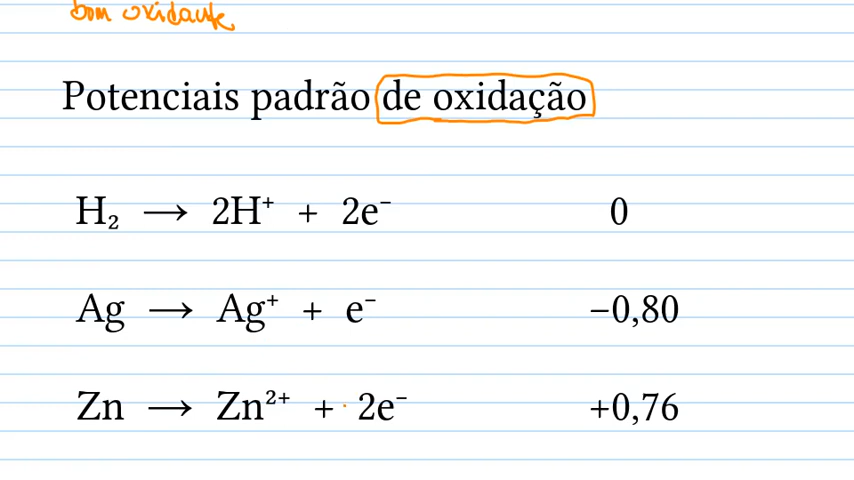 bom oxidante
Potenciais padrão de oxidação
H₂ → 2H⁺ + 2e⁻ 0
Ag → Ag⁺ + e⁻ −0,80
Zn → Zn²⁺ + 2e⁻ +0,76